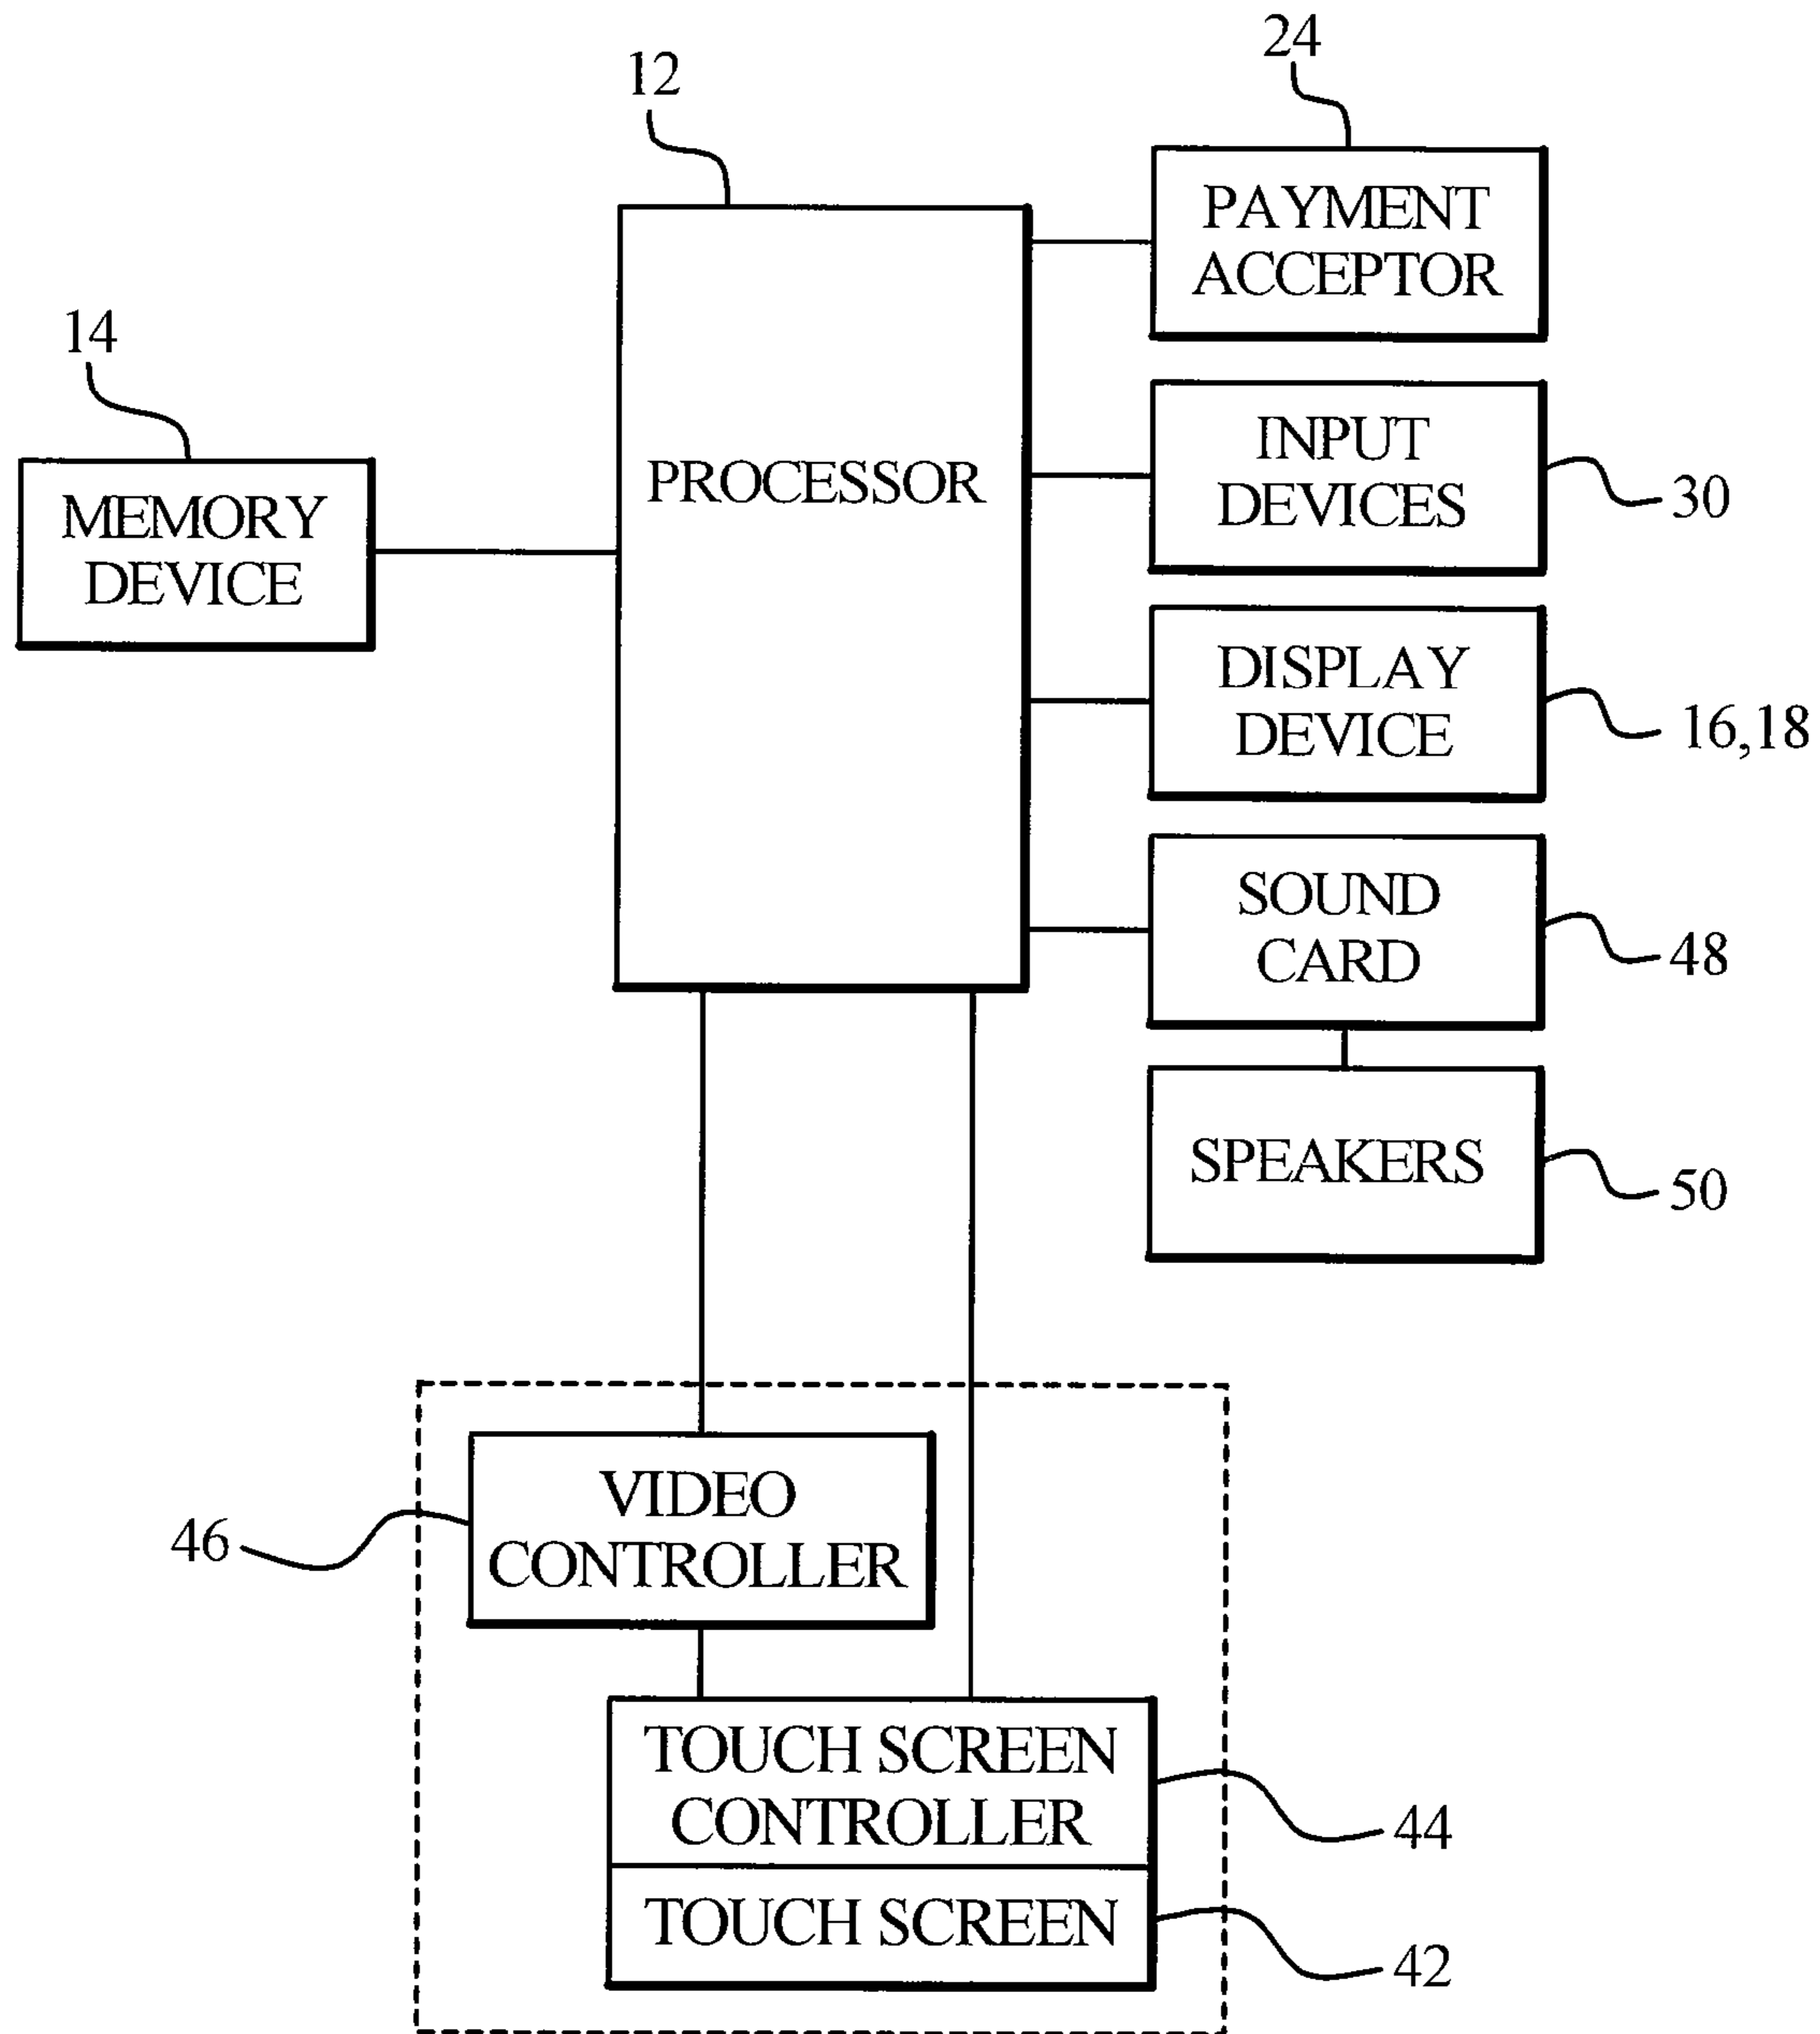 24
12
PAYMENT
ACCEPTOR
14
INPUT
DEVICES
30
PROCESSOR
MEMORY
DEVICE
DISPLAY
DEVICE
16,18
SOUND
CARD
48
SPEAKERS
50
VIDEO
CONTROLLER
46
TOUCH SCREEN
CONTROLLER
44
TOUCH SCREEN
42